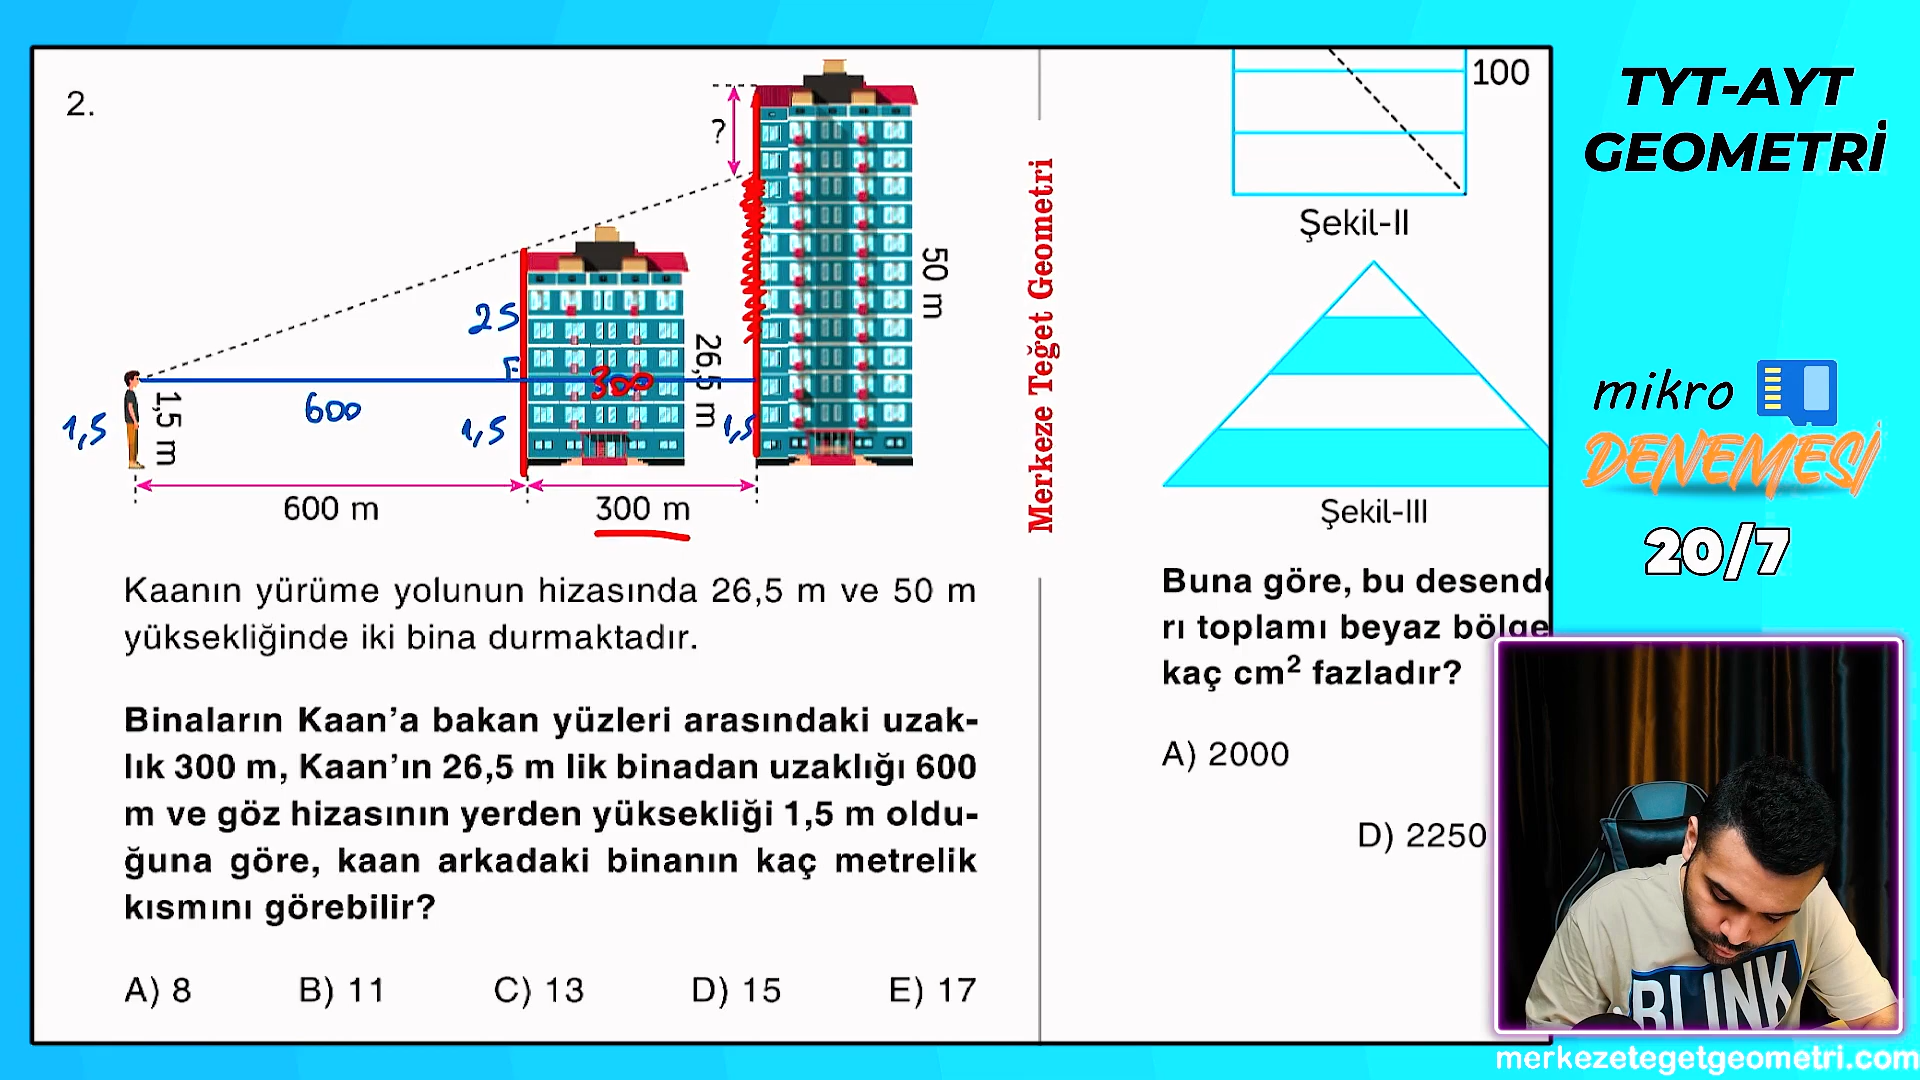 2.
?
50 m
25
F
300
26,5 m
1,5
1,5 m
600
1,5
1,5
600 m
300 m
Kaanın yürüme yolunun hizasında 26,5 m ve 50 m
yüksekliğinde iki bina durmaktadır.
Binaların Kaan’a bakan yüzleri arasındaki uzak-
lık 300 m, Kaan’ın 26,5 m lik binadan uzaklığı 600
m ve göz hizasının yerden yüksekliği 1,5 m oldu-
ğuna göre, kaan arkadaki binanın kaç metrelik
kısmını görebilir?
A) 8 B) 11 C) 13 D) 15 E) 17
Merkeze Teğet Geometri
100
Şekil-II
Şekil-III
Buna göre, bu desende
rı toplamı beyaz bölge
kaç cm² fazladır?
A) 2000
D) 2250
TYT-AYT
GEOMETRİ
mikro
DENEMESİ
20/7
BLINK
merkezetegetgeometri.com